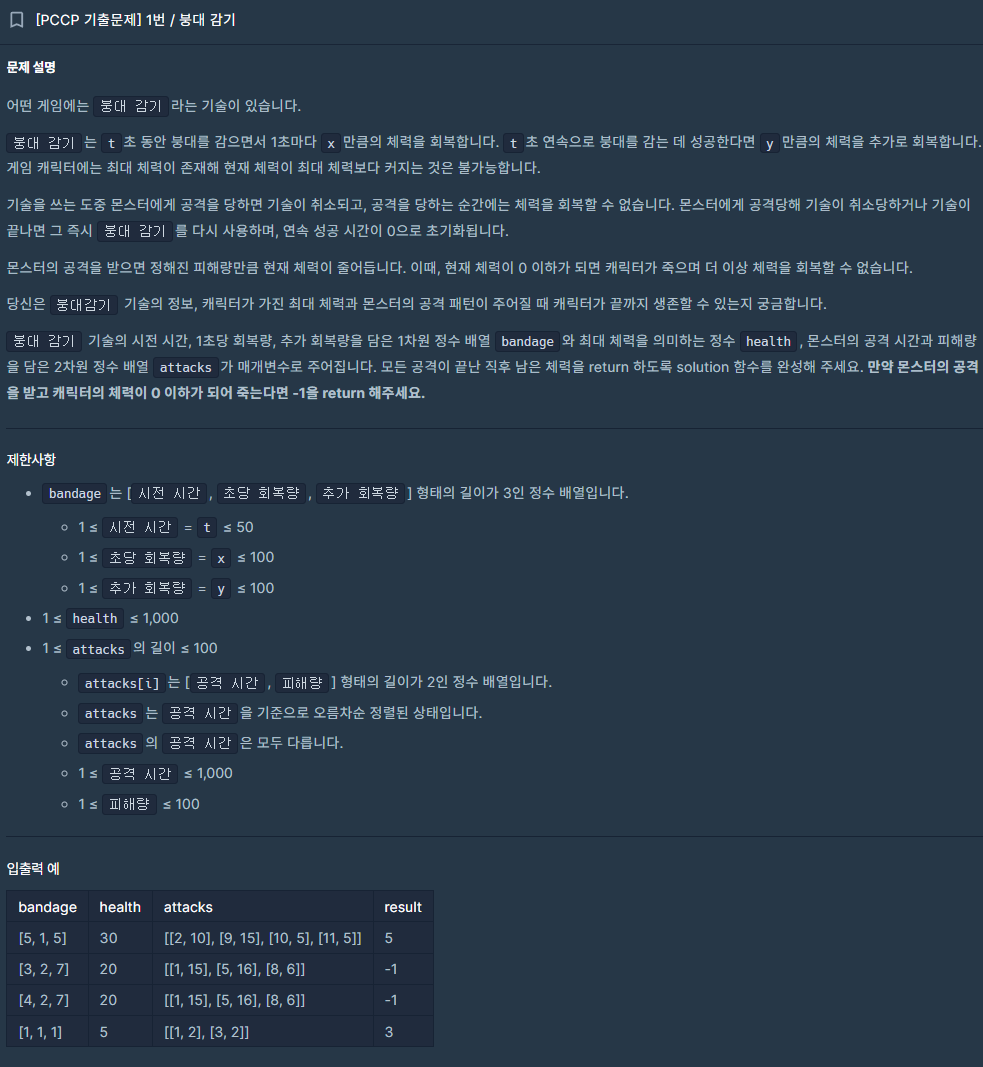 [PCCP 기출문제] 1번 / 붕대 감기
문제 설명
어떤 게임에는 붕대 감기 라는 기술이 있습니다.
붕대 감기 는 t 초 동안 붕대를 감으면서 1초마다 x 만큼의 체력을 회복합니다. t 초 연속으로 붕대를 감는 데 성공한다면 y 만큼의 체력을 추가로 회복합니다.
게임 캐릭터에는 최대 체력이 존재해 현재 체력이 최대 체력보다 커지는 것은 불가능합니다.
기술을 쓰는 도중 몬스터에게 공격을 당하면 기술이 취소되고, 공격을 당하는 순간에는 체력을 회복할 수 없습니다. 몬스터에게 공격당해 기술이 취소당하거나 기술이
끝나면 그 즉시 붕대 감기 를 다시 사용하며, 연속 성공 시간이 0으로 초기화됩니다.
몬스터의 공격을 받으면 정해진 피해량만큼 현재 체력이 줄어듭니다. 이때, 현재 체력이 0 이하가 되면 캐릭터가 죽으며 더 이상 체력을 회복할 수 없습니다.
당신은 붕대감기 기술의 정보, 캐릭터가 가진 최대 체력과 몬스터의 공격 패턴이 주어질 때 캐릭터가 끝까지 생존할 수 있는지 궁금합니다.
붕대 감기 기술의 시전 시간, 1초당 회복량, 추가 회복량을 담은 1차원 정수 배열 bandage 와 최대 체력을 의미하는 정수 health , 몬스터의 공격 시간과 피해량
을 담은 2차원 정수 배열 attacks 가 매개변수로 주어집니다. 모든 공격이 끝난 직후 남은 체력을 return 하도록 solution 함수를 완성해 주세요. 만약 몬스터의 공격
을 받고 캐릭터의 체력이 0 이하가 되어 죽는다면 -1을 return 해주세요.
제한사항
• bandage 는 [ 시전 시간 , 초당 회복량 , 추가 회복량 ] 형태의 길이가 3인 정수 배열입니다.
◦ 1 ≤ 시전 시간 = t ≤ 50
◦ 1 ≤ 초당 회복량 = x ≤ 100
◦ 1 ≤ 추가 회복량 = y ≤ 100
• 1 ≤ health ≤ 1,000
• 1 ≤ attacks 의 길이 ≤ 100
◦ attacks[i] 는 [ 공격 시간 , 피해량 ] 형태의 길이가 2인 정수 배열입니다.
◦ attacks 는 공격 시간 을 기준으로 오름차순 정렬된 상태입니다.
◦ attacks 의 공격 시간 은 모두 다릅니다.
◦ 1 ≤ 공격 시간 ≤ 1,000
◦ 1 ≤ 피해량 ≤ 100
입출력 예
bandage health attacks result
[5, 1, 5] 30 [[2, 10], [9, 15], [10, 5], [11, 5]] 5
[3, 2, 7] 20 [[1, 15], [5, 16], [8, 6]] -1
[4, 2, 7] 20 [[1, 15], [5, 16], [8, 6]] -1
[1, 1, 1] 5 [[1, 2], [3, 2]] 3